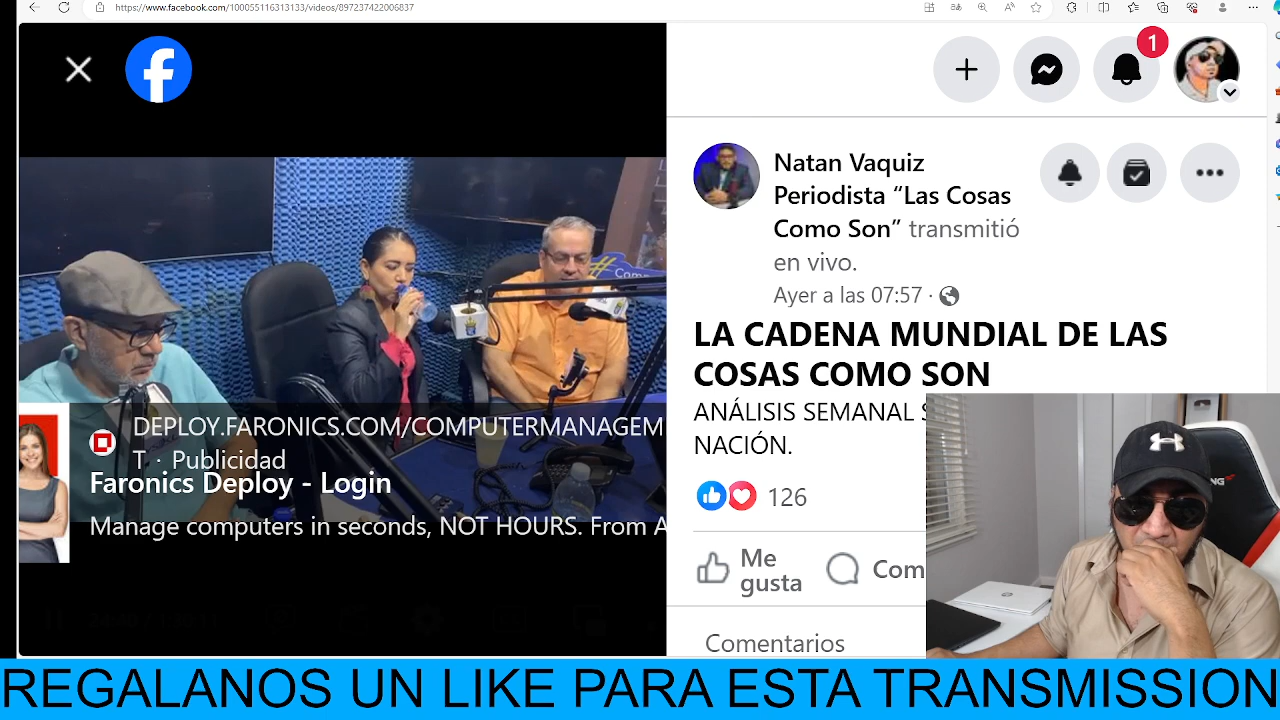 https://www.facebook.com/100055116313133/videos/897237422006837
1
Natan Vaquiz
Periodista “Las Cosas
Como Son” transmitió
en vivo.
Ayer a las 07:57 ·
LA CADENA MUNDIAL DE LAS
COSAS COMO SON
ANÁLISIS SEMANAL S
NACIÓN.
126
Me
gusta
Com
Comentarios
DEPLOY.FARONICS.COM/COMPUTERMANAGEM
T · Publicidad
Faronics Deploy - Login
Manage computers in seconds, NOT HOURS. From A
REGALANOS UN LIKE PARA ESTA TRANSMISSION